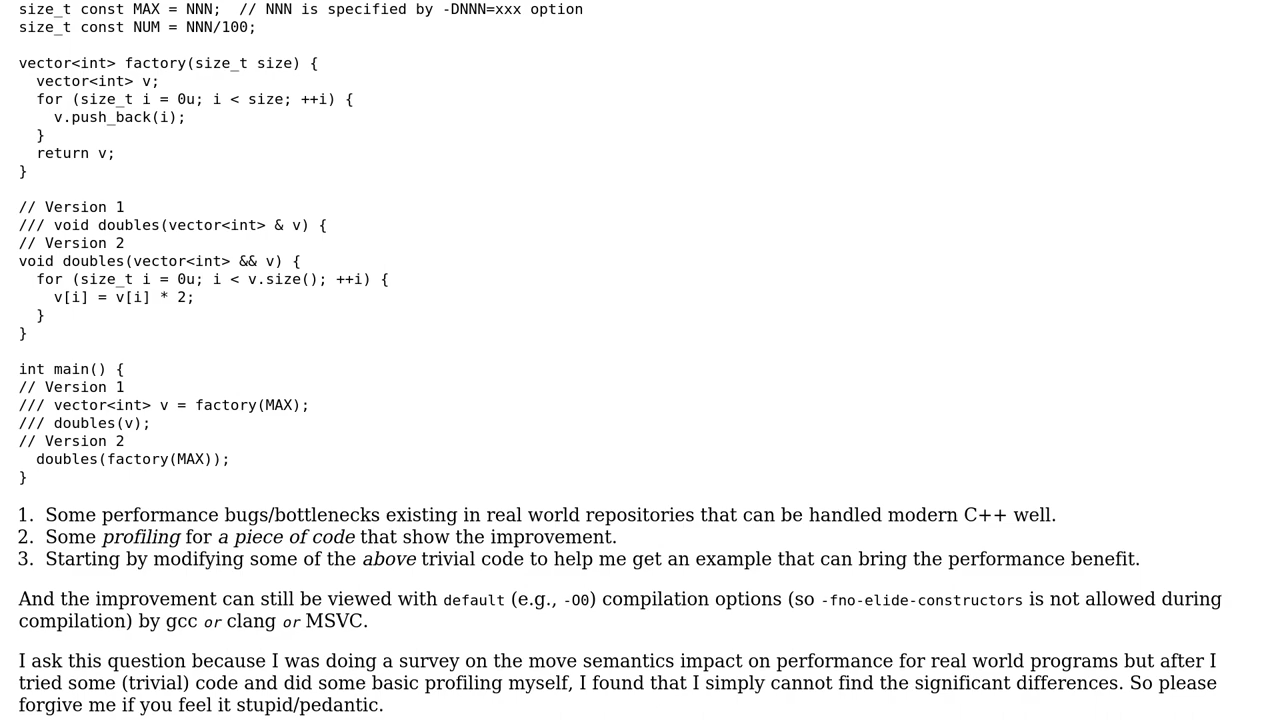 size_t const MAX = NNN;  // NNN is specified by -DNNN=xxx option
size_t const NUM = NNN/100;

vector<int> factory(size_t size) {
  vector<int> v;
  for (size_t i = 0u; i < size; ++i) {
    v.push_back(i);
  }
  return v;
}

// Version 1
/// void doubles(vector<int> & v) {
// Version 2
void doubles(vector<int> && v) {
  for (size_t i = 0u; i < v.size(); ++i) {
    v[i] = v[i] * 2;
  }
}

int main() {
// Version 1
/// vector<int> v = factory(MAX);
/// doubles(v);
// Version 2
  doubles(factory(MAX));
}

1. Some performance bugs/bottlenecks existing in real world repositories that can be handled modern C++ well.
2. Some profiling for a piece of code that show the improvement.
3. Starting by modifying some of the above trivial code to help me get an example that can bring the performance benefit.

And the improvement can still be viewed with default (e.g., -O0) compilation options (so -fno-elide-constructors is not allowed during
compilation) by gcc or clang or MSVC.

I ask this question because I was doing a survey on the move semantics impact on performance for real world programs but after I
tried some (trivial) code and did some basic profiling myself, I found that I simply cannot find the significant differences. So please
forgive me if you feel it stupid/pedantic.